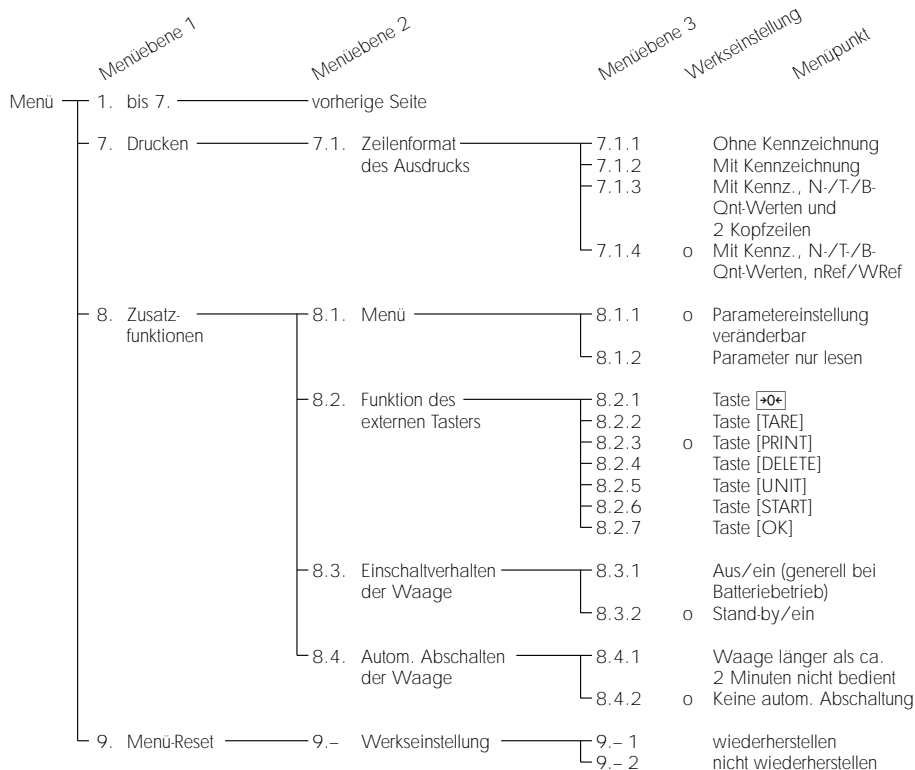 Menüebene 1 Menüebene 2 Menüebene 3 Werkseinstellung Menüpunkt
Menü 1. bis 7. vorherige Seite
7. Drucken 7.1. Zeilenformat 7.1.1 Ohne Kennzeichnung
des Ausdrucks 7.1.2 Mit Kennzeichnung
7.1.3 Mit Kennz., N-/T-/B-
Qnt-Werten und
2 Kopfzeilen
7.1.4 o Mit Kennz., N-/T-/B-
Qnt-Werten, nRef/WRef
8. Zusatz- 8.1. Menü 8.1.1 o Parametereinstellung
funktionen veränderbar
8.1.2 Parameter nur lesen
8.2. Funktion des 8.2.1 Taste →0←
externen Tasters 8.2.2 Taste [TARE]
8.2.3 o Taste [PRINT]
8.2.4 Taste [DELETE]
8.2.5 Taste [UNIT]
8.2.6 Taste [START]
8.2.7 Taste [OK]
8.3. Einschaltverhalten 8.3.1 Aus/ein (generell bei
der Waage Batteriebetrieb)
8.3.2 o Stand-by/ein
8.4. Autom. Abschalten 8.4.1 Waage länger als ca.
der Waage 2 Minuten nicht bedient
8.4.2 o Keine autom. Abschaltung
9. Menü-Reset 9.– Werkseinstellung 9.– 1 wiederherstellen
9.– 2 nicht wiederherstellen